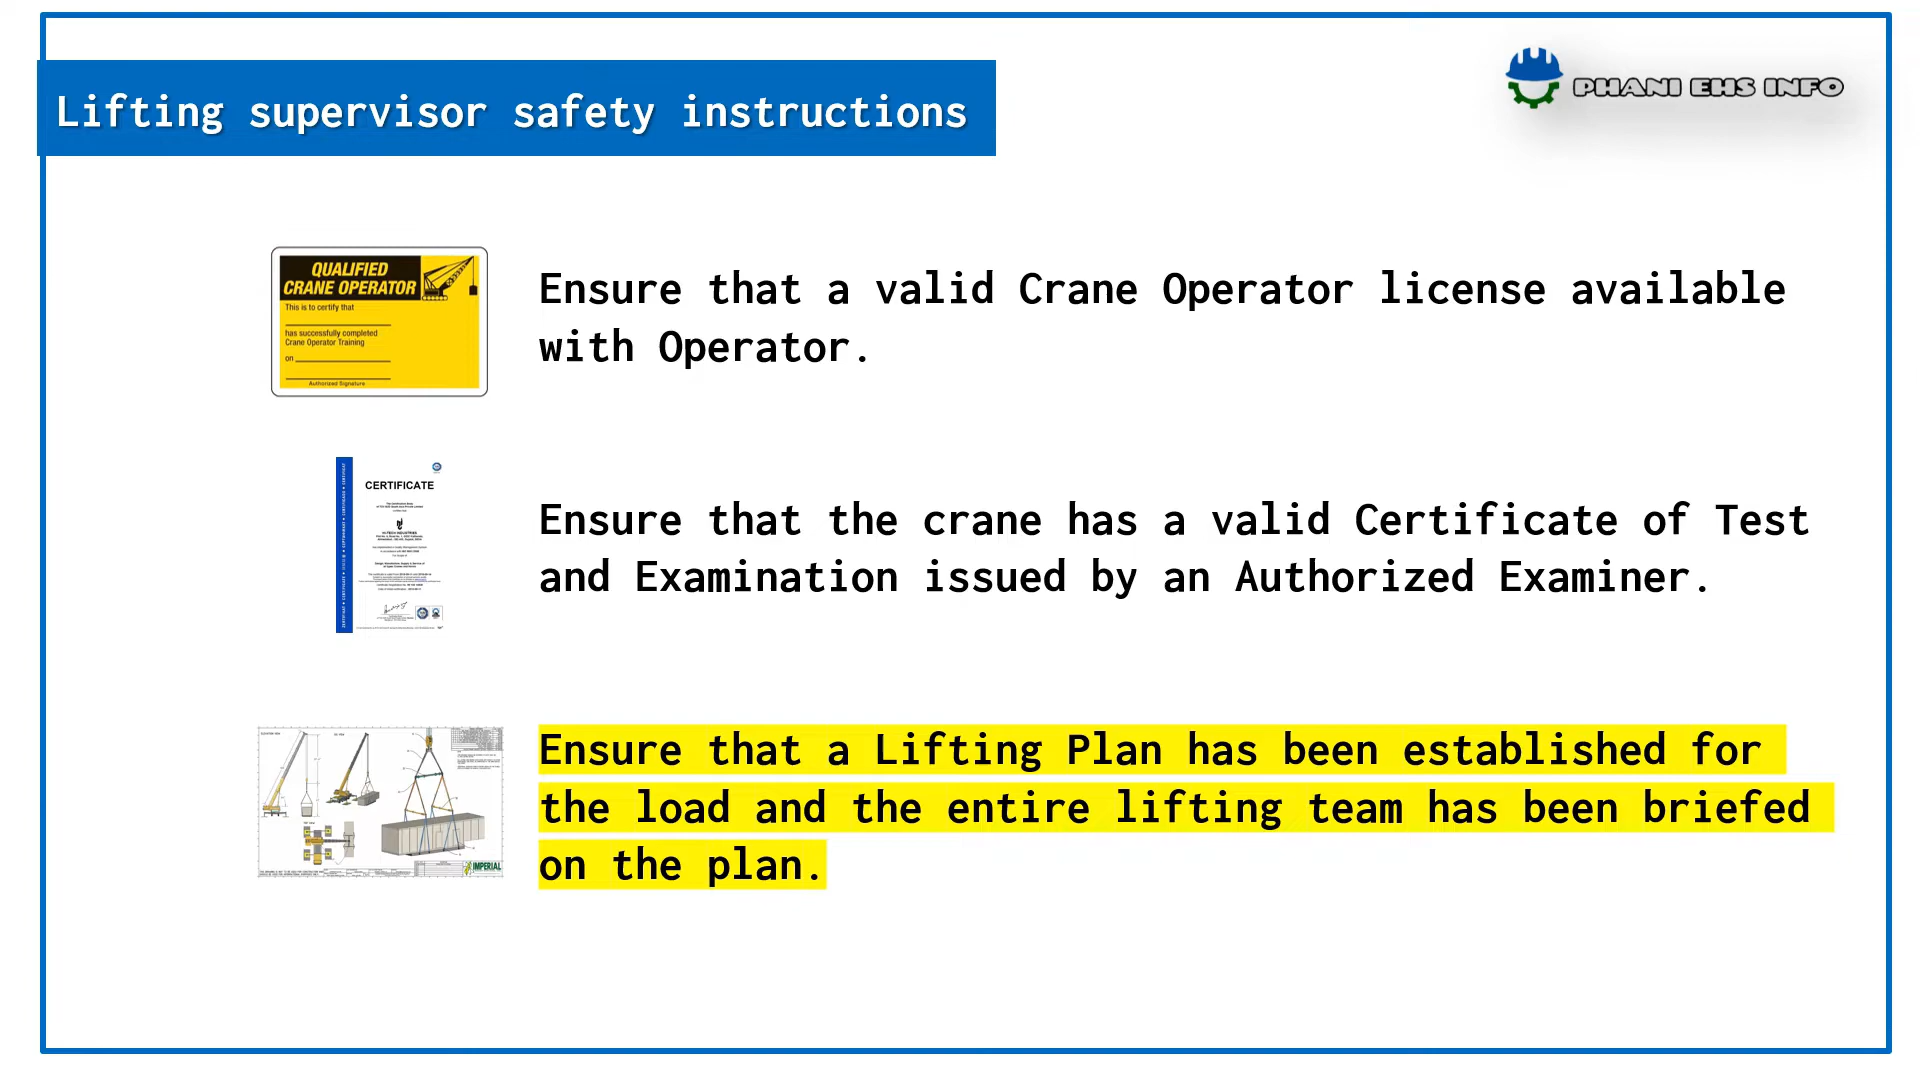 Lifting supervisor safety instructions
PHANI EHS INFO
QUALIFIED
CRANE OPERATOR
This is to certify that
has successfully completed
Crane Operator Training
on
Authorized Signature
Ensure that a valid Crane Operator license available
with Operator.
CERTIFICATE
Ensure that the crane has a valid Certificate of Test
and Examination issued by an Authorized Examiner.
IMPERIAL
Ensure that a Lifting Plan has been established for
the load and the entire lifting team has been briefed
on the plan.